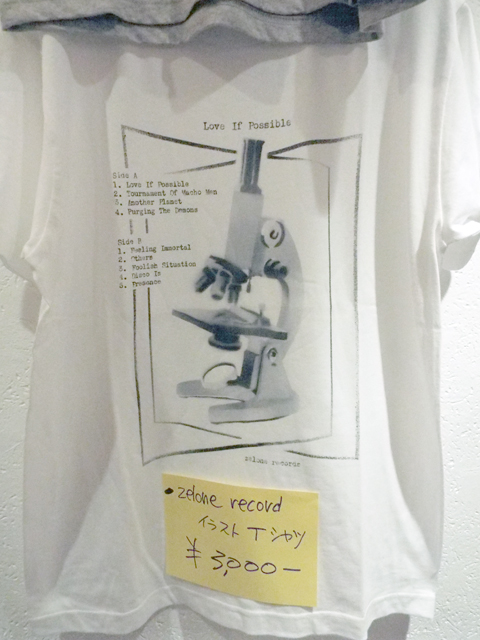 Love If Possible
Side A
1. Love If Possible
2. Tournament Of Macho Men
3. Another Planet
4. Purging The Demons
Side B
1. Feeling Immortal
2. Others
3. Foolish Situation
4. Disco Is
5. Presence
zelone records
• zelone record
イラスト Tシャツ
¥3,000−